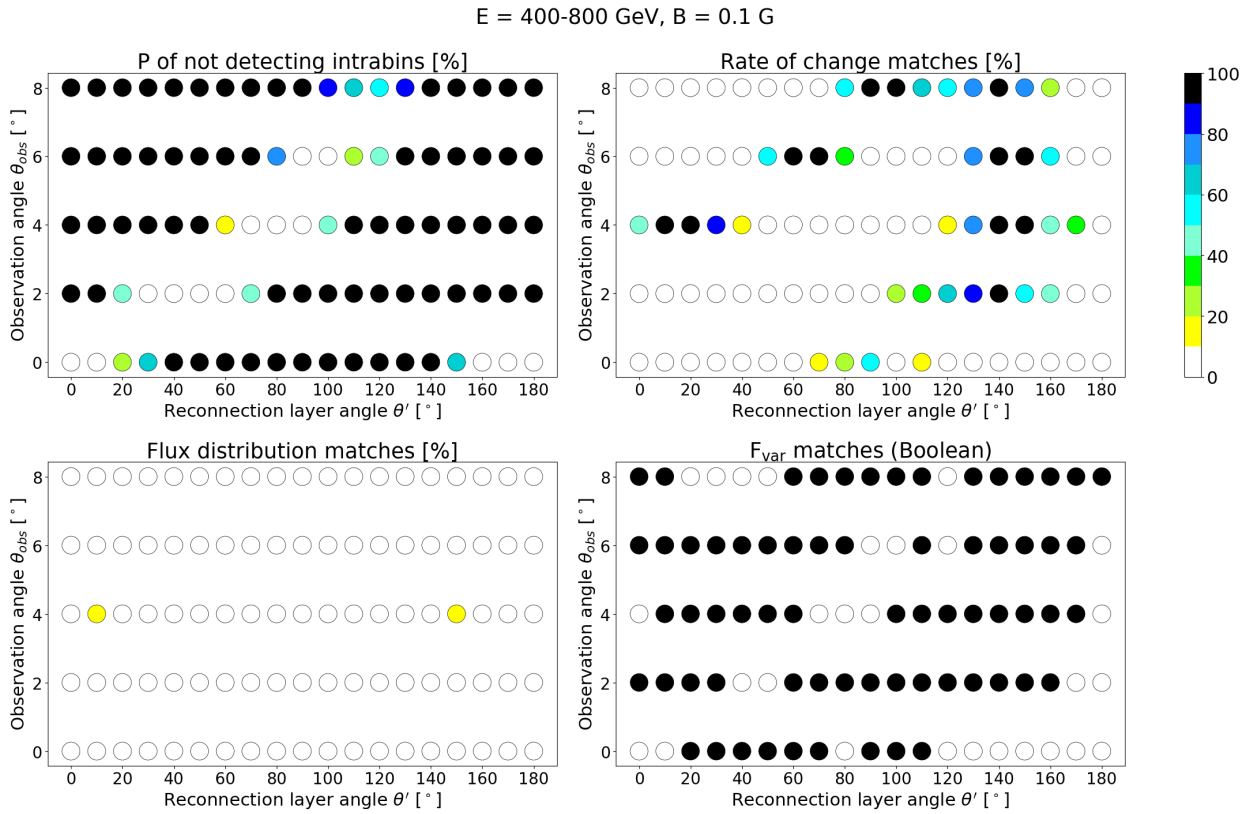 E = 400-800 GeV, B = 0.1 G
P of not detecting intrabins [%]
Observation angle θobs [°]
8
6
4
2
0
0 20 40 60 80 100 120 140 160 180
Reconnection layer angle θ′ [°]
Rate of change matches [%]
Observation angle θobs [°]
8
6
4
2
0
0 20 40 60 80 100 120 140 160 180
Reconnection layer angle θ′ [°]
100
80
60
40
20
0
Flux distribution matches [%]
Observation angle θobs [°]
8
6
4
2
0
0 20 40 60 80 100 120 140 160 180
Reconnection layer angle θ′ [°]
Fvar matches (Boolean)
Observation angle θobs [°]
8
6
4
2
0
0 20 40 60 80 100 120 140 160 180
Reconnection layer angle θ′ [°]